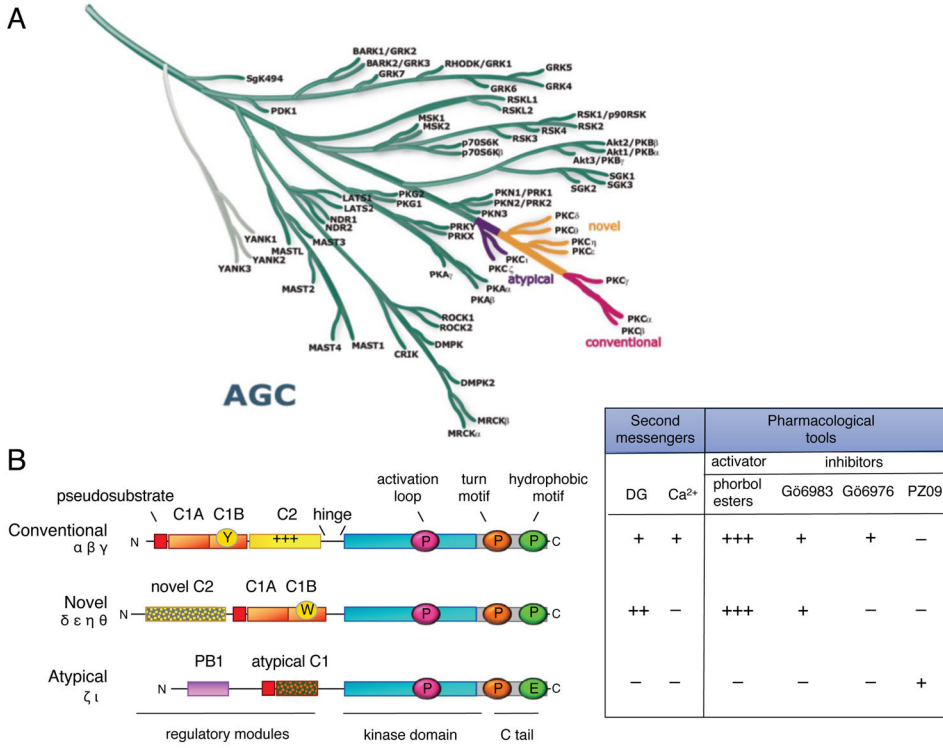 A
BARK1/GRK2
BARK2/GRK3
GRK7
RHODK/GRK1
GRK5
SgK494
GRK6
GRK4
PDK1
RSKL1
RSKL2
MSK1
MSK2
RSK1/p90RSK
RSK2
RSK4
RSK3
p70S6K
p70S6Kβ
Akt2/PKBβ
Akt1/PKBα
Akt3/PKBγ
SGK1
SGK2
SGK3
LATS1
LATS2
NDR1
NDR2
PKG2
PKG1
PKN1/PRK1
PKN2/PRK2
PKN3
PKCδ
PKCθ
novel
PKCη
PKCε
PRKY
PRKX
PKCι
PKCζ
atypical
YANK1
YANK2
YANK3
MASTL
MAST3
MAST2
PKAγ
PKAα
PKAβ
PKCγ
PKCα
PKCβ
conventional
ROCK1
ROCK2
MAST4
MAST1
CRIK
DMPK
DMPK2
AGC
MRCKβ
MRCKα
B
pseudosubstrate
activation
loop
turn
motif
hydrophobic
motif
Conventional
α β γ
N
C1A
C1B
C2
hinge
Y
+++
P
P
P
C
Novel
δ ε η θ
N
novel C2
C1A
C1B
W
P
P
P
C
Atypical
ζ ι
N
PB1
atypical C1
P
P
E
C
regulatory modules
kinase domain
C tail
Second
messengers
Pharmacological
tools
activator
inhibitors
DG
Ca²⁺
phorbol
esters
Gö6983
Gö6976
PZ09
+ + +++ + + –
++ – +++ + – –
– – – – – +